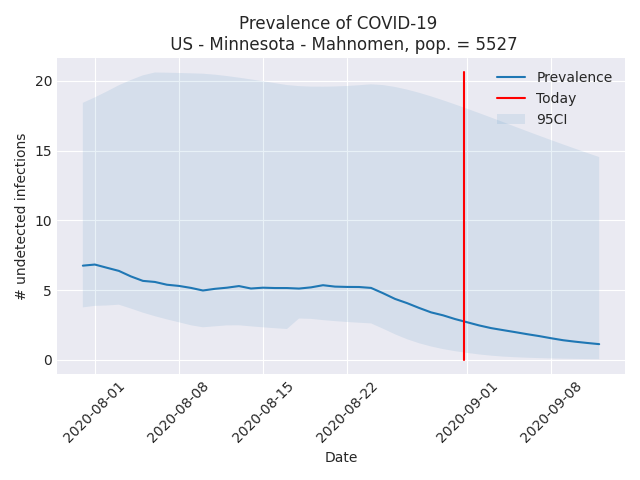 Prevalence of COVID-19
US - Minnesota - Mahnomen, pop. = 5527
Prevalence
Today
95CI
20
15
10
5
0
# undetected infections
2020-08-01
2020-08-08
2020-08-15
2020-08-22
2020-09-01
2020-09-08
Date